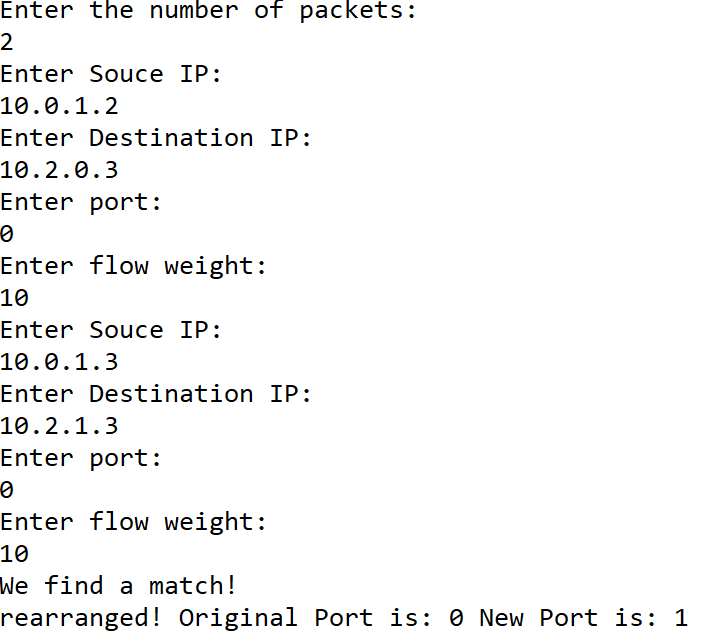 Enter the number of packets:
2
Enter Souce IP:
10.0.1.2
Enter Destination IP:
10.2.0.3
Enter port:
0
Enter flow weight:
10
Enter Souce IP:
10.0.1.3
Enter Destination IP:
10.2.1.3
Enter port:
0
Enter flow weight:
10
We find a match!
rearranged! Original Port is: 0 New Port is: 1